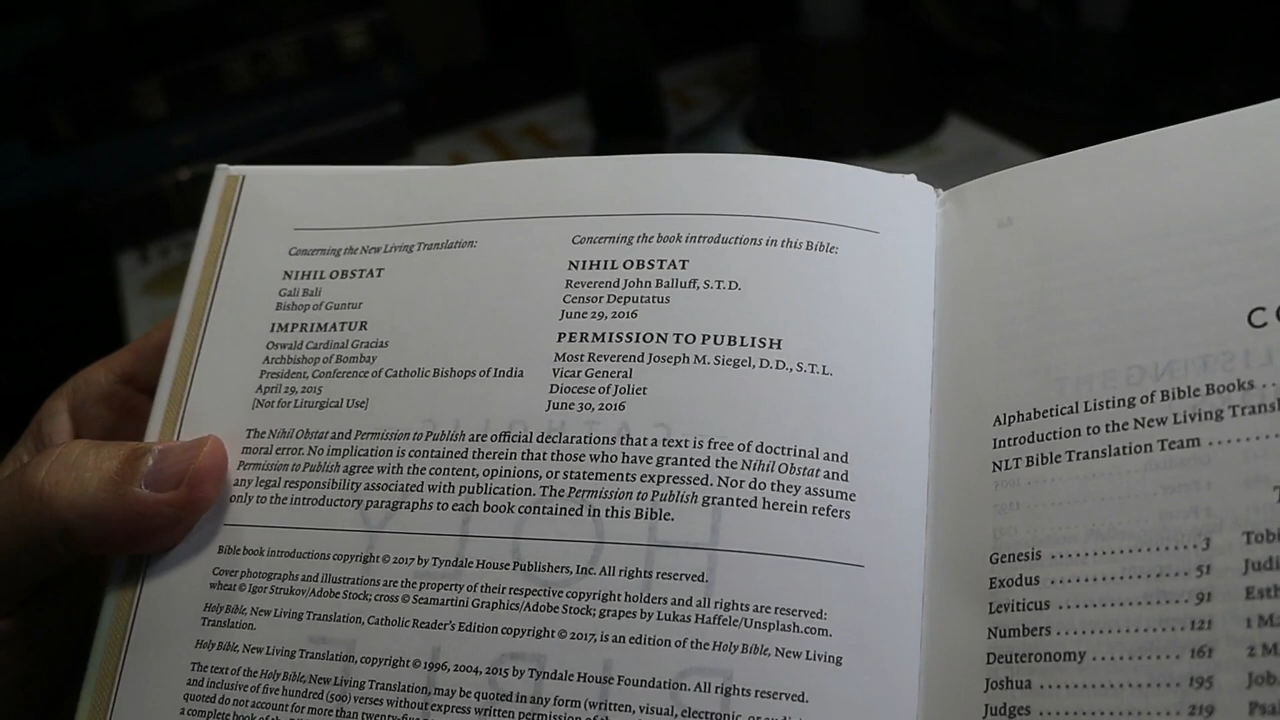 Concerning the New Living Translation:
NIHIL OBSTAT
Gali Bali
Bishop of Guntur
IMPRIMATUR
Oswald Cardinal Gracias
Archbishop of Bombay
President, Conference of Catholic Bishops of India
April 29, 2015
[Not for Liturgical Use]
Concerning the book introductions in this Bible:
NIHIL OBSTAT
Reverend John Balluff, S.T.D.
Censor Deputatus
June 29, 2016
PERMISSION TO PUBLISH
Most Reverend Joseph M. Siegel, D.D., S.T.L.
Vicar General
Diocese of Joliet
June 30, 2016
The Nihil Obstat and Permission to Publish are official declarations that a text is free of doctrinal and
moral error. No implication is contained therein that those who have granted the Nihil Obstat and
Permission to Publish agree with the content, opinions, or statements expressed. Nor do they assume
any legal responsibility associated with publication. The Permission to Publish granted herein refers
only to the introductory paragraphs to each book contained in this Bible.
Bible book introductions copyright © 2017 by Tyndale House Publishers, Inc. All rights reserved.
Cover photographs and illustrations are the property of their respective copyright holders and all rights are reserved:
wheat © Igor Strukov/Adobe Stock; cross © Seamartini Graphics/Adobe Stock; grapes by Lukas Haffele/Unsplash.com.
Holy Bible, New Living Translation, Catholic Reader's Edition copyright © 2017, is an edition of the Holy Bible, New Living
Translation.
Holy Bible, New Living Translation, copyright © 1996, 2004, 2015 by Tyndale House Foundation. All rights reserved.
The text of the Holy Bible, New Living Translation, may be quoted in any form (written, visual, electronic, or
and inclusive of five hundred (500) verses without express written permission of the
quoted do not account for more than
a complete book of the
Alphabetical Listing of Bible Books ..
Introduction to the New Living
NLT Bible Translation Team ..........
Genesis .................. 3
Exodus .................. 51
Leviticus ................ 91
Numbers ............... 121
Deuteronomy .......... 161
Joshua ................. 195
Judges ................. 219